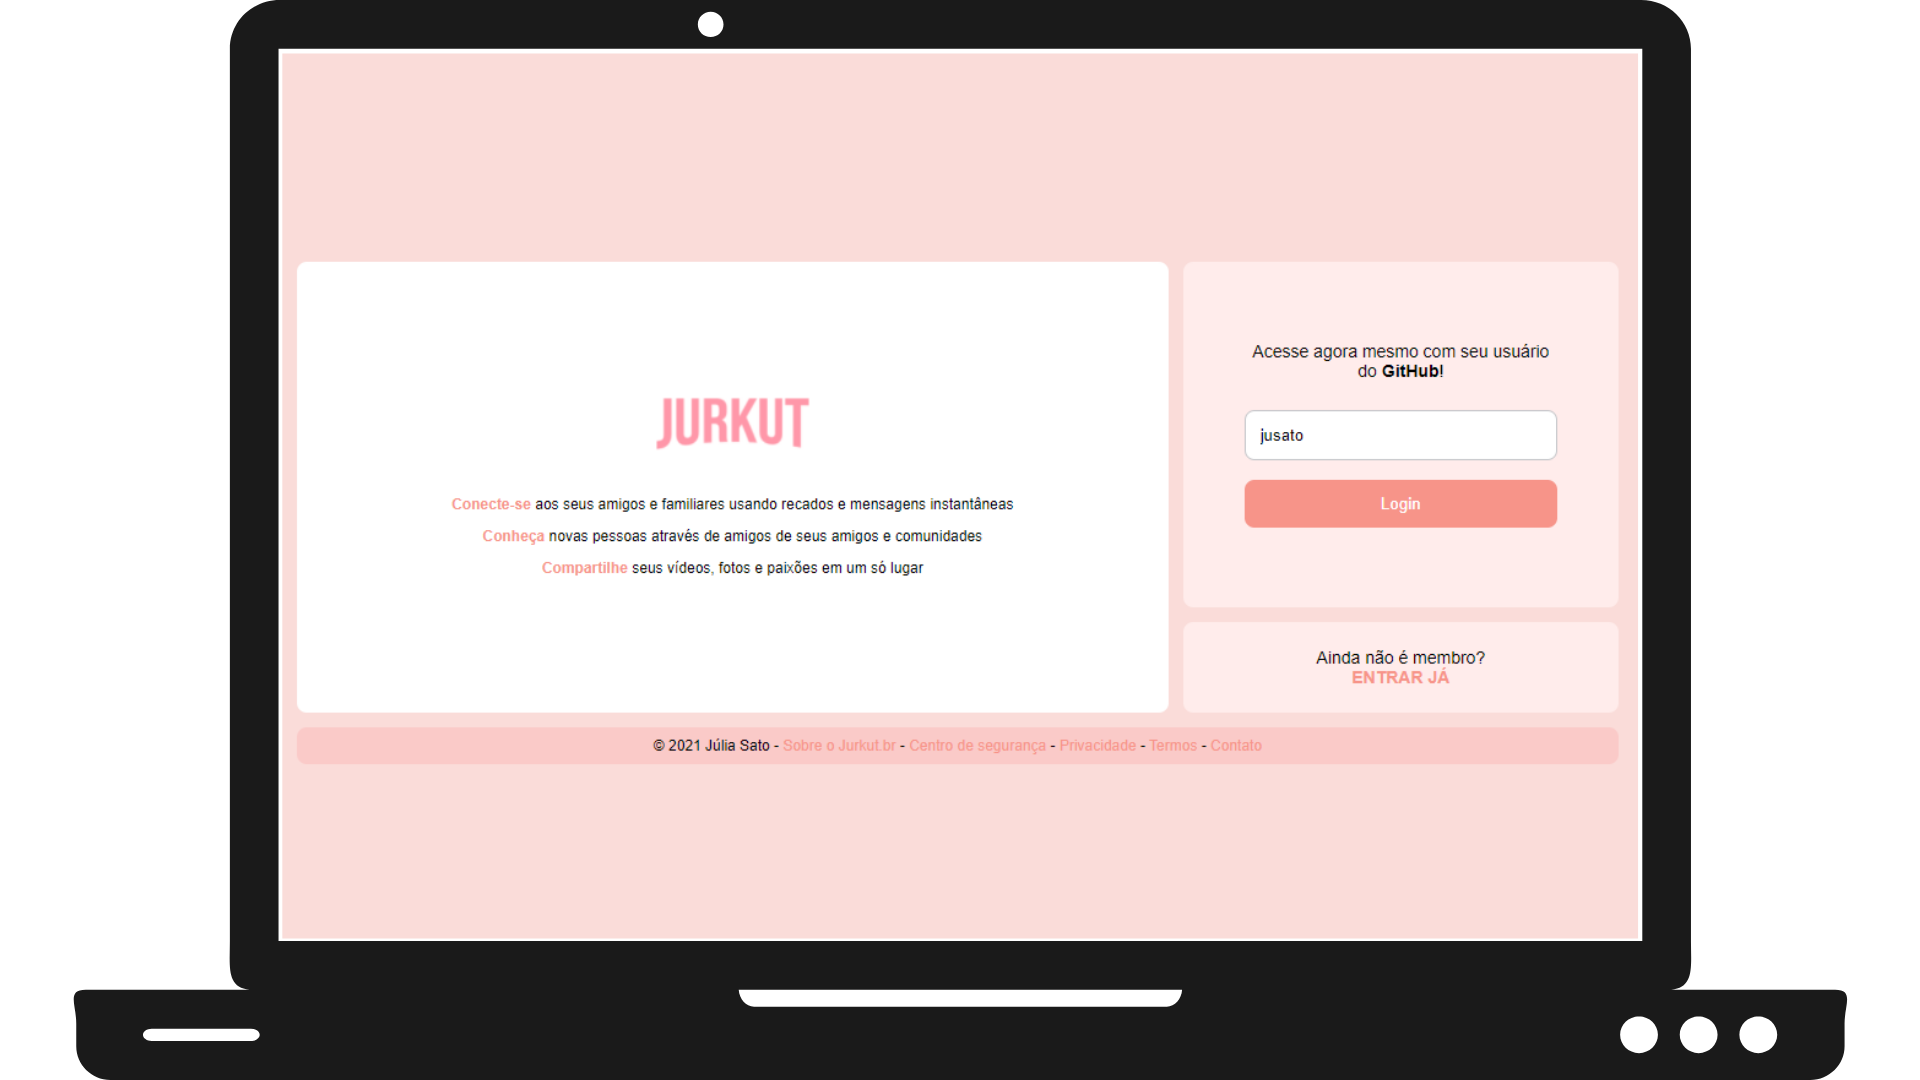 JURKUT
Conecte-se aos seus amigos e familiares usando recados e mensagens instantâneas
Conheça novas pessoas através de amigos de seus amigos e comunidades
Compartilhe seus vídeos, fotos e paixões em um só lugar
Acesse agora mesmo com seu usuário
do GitHub!
jusato
Login
Ainda não é membro?
ENTRAR JÁ
© 2021 Júlia Sato - Sobre o Jurkut.br - Centro de segurança - Privacidade - Termos - Contato